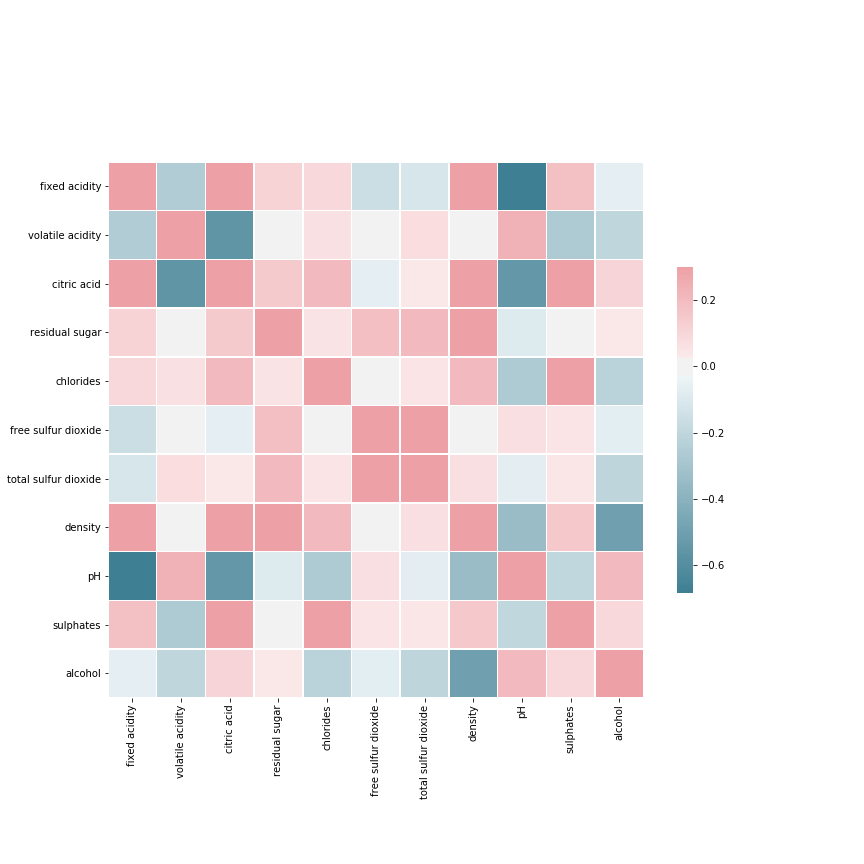 fixed acidity
volatile acidity
citric acid
residual sugar
chlorides
free sulfur dioxide
total sulfur dioxide
density
pH
sulphates
alcohol
fixed acidity
volatile acidity
citric acid
residual sugar
chlorides
free sulfur dioxide
total sulfur dioxide
density
pH
sulphates
alcohol
0.2
0.0
−0.2
−0.4
−0.6